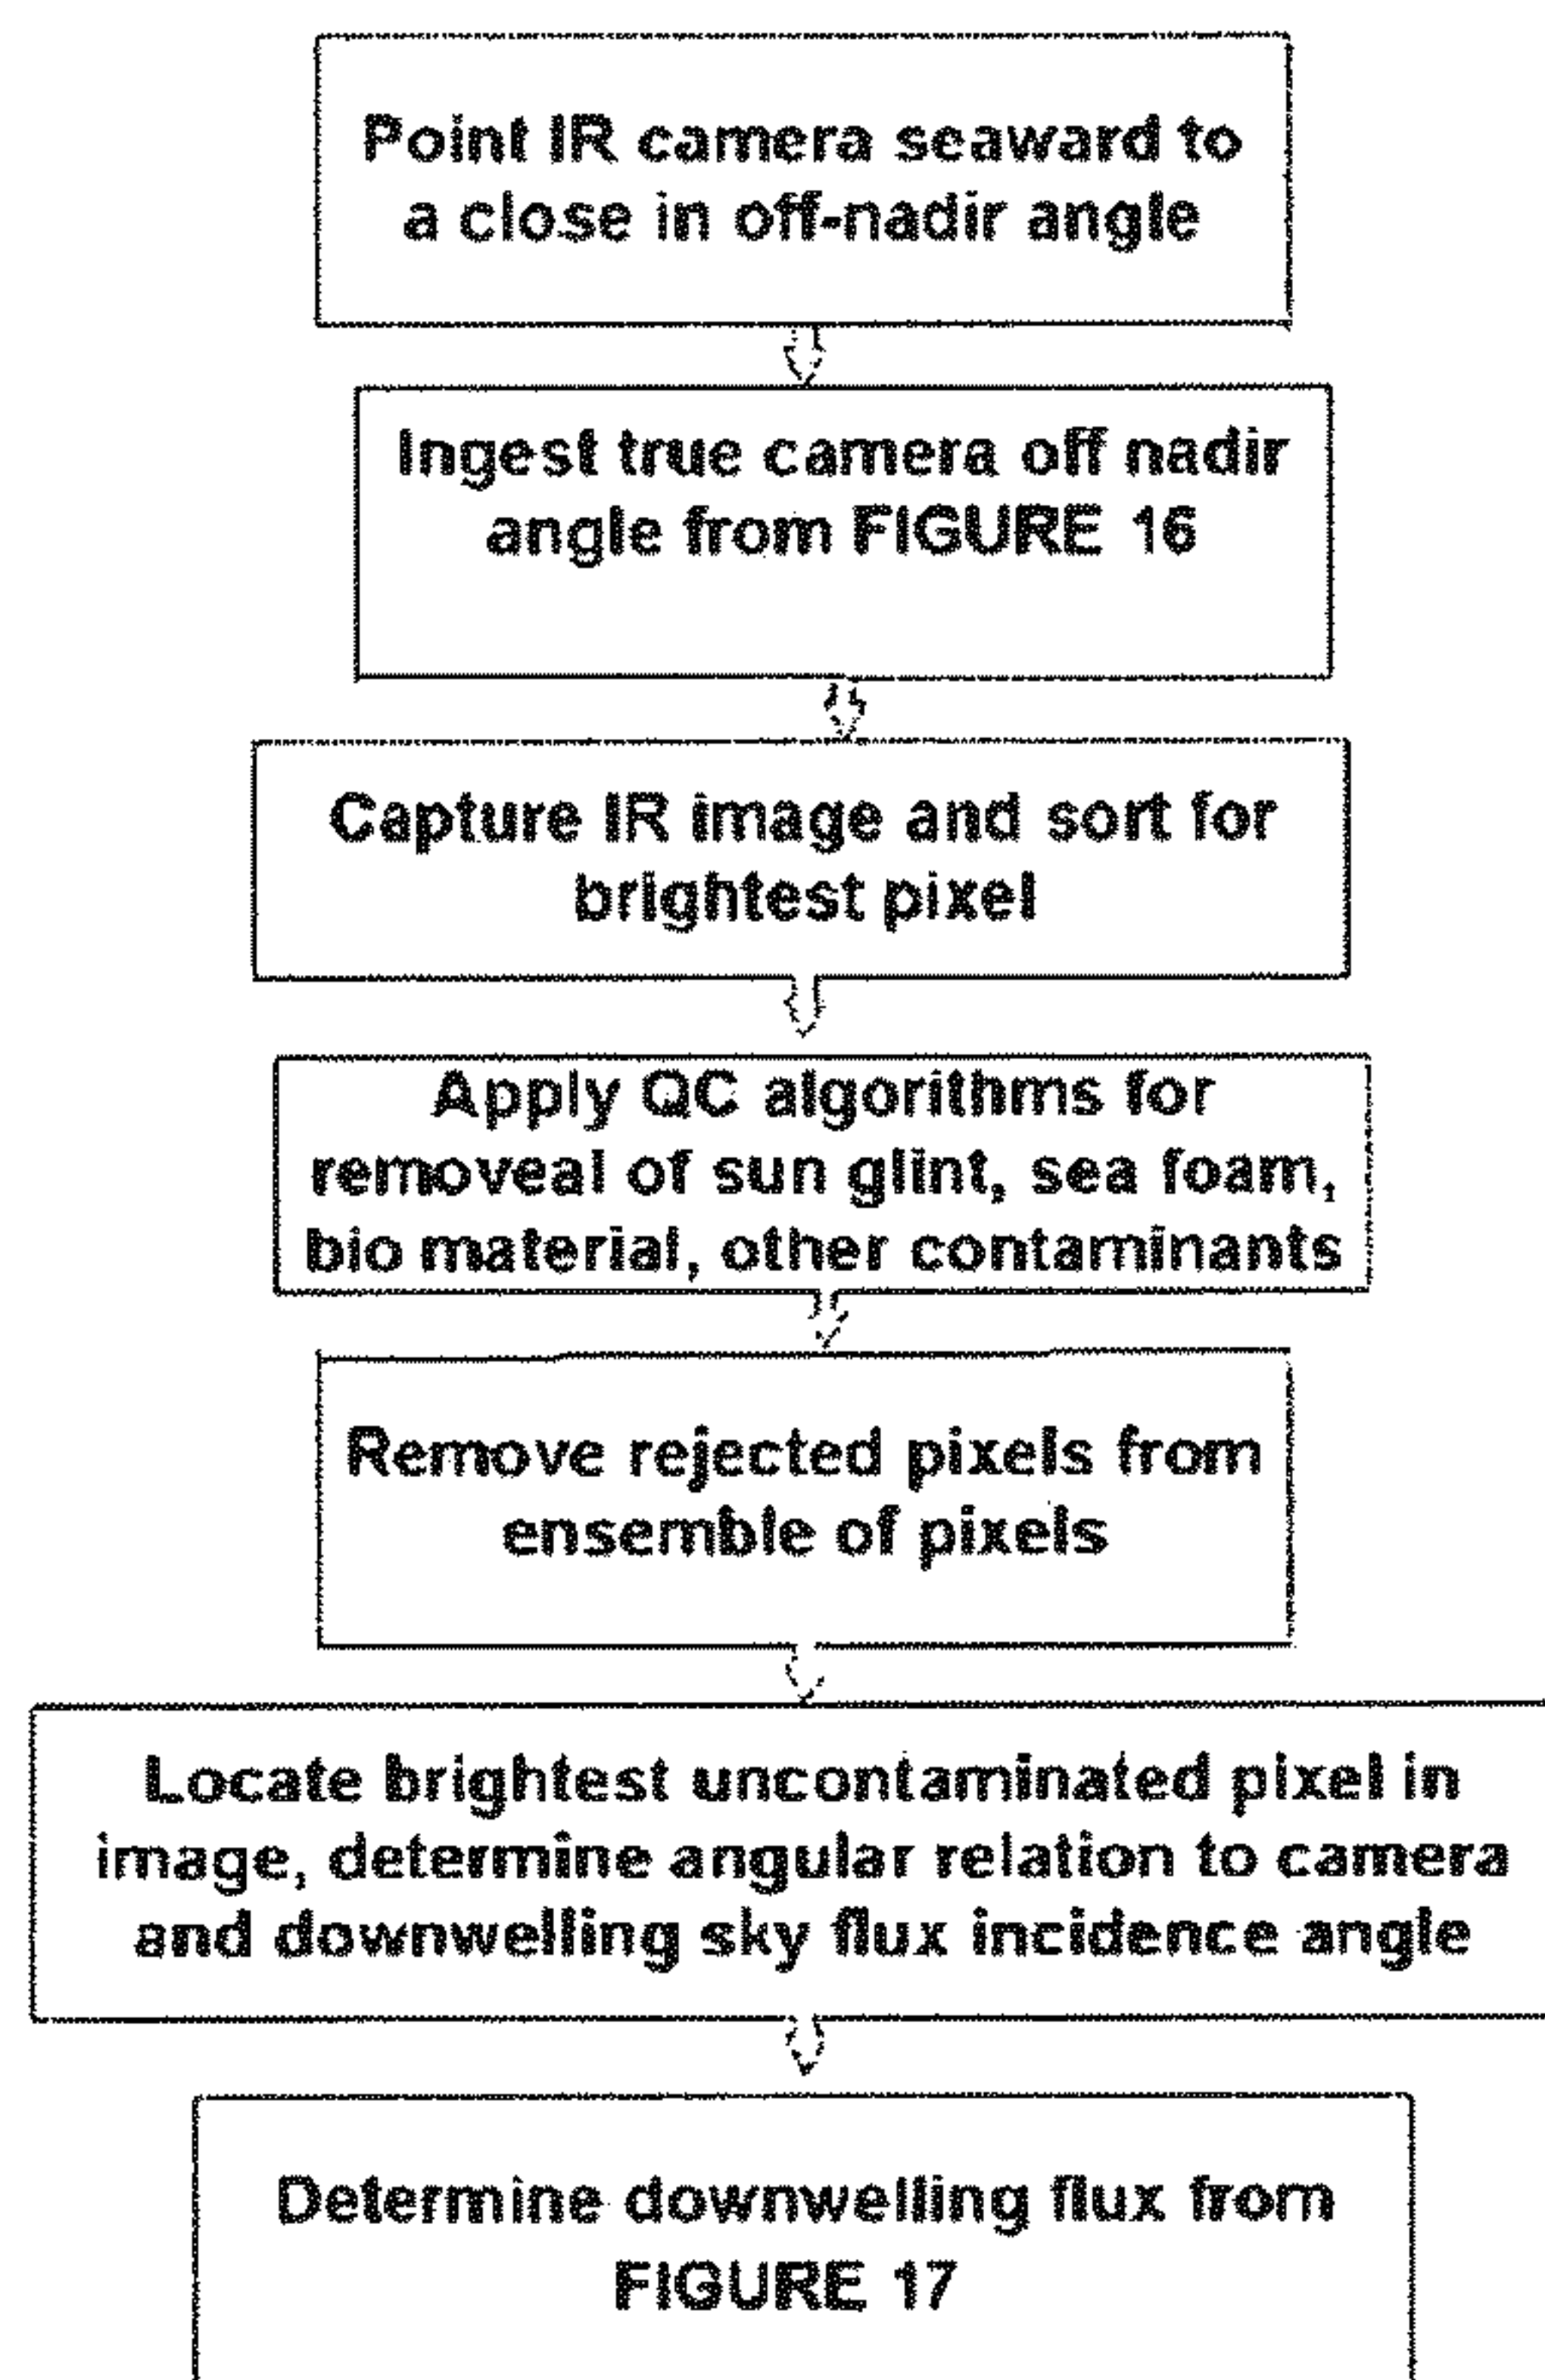 Point IR camera seaward to
a close in off-nadir angle
Ingest true camera off nadir
angle from FIGURE 16
Capture IR image and sort for
brightest pixel
Apply QC algorithms for
removeal of sun glint, sea foam,
bio material, other contaminants
Remove rejected pixels from
ensemble of pixels
Locate brightest uncontaminated pixel in
image, determine angular relation to camera
and downwelling sky flux incidence angle
Determine downwelling flux from
FIGURE 17